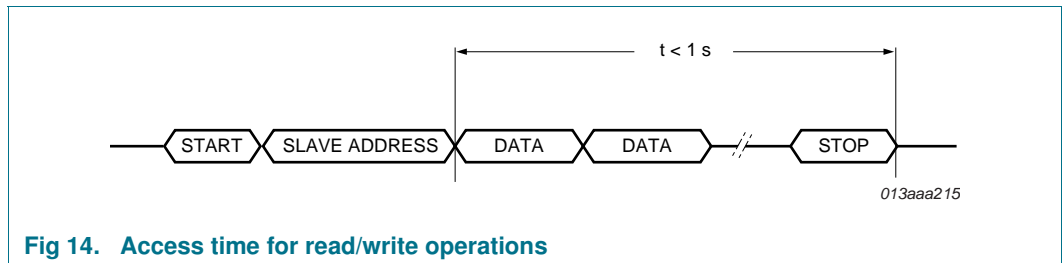 t < 1 s
START SLAVE ADDRESS DATA DATA STOP
013aaa215
Fig 14. Access time for read/write operations